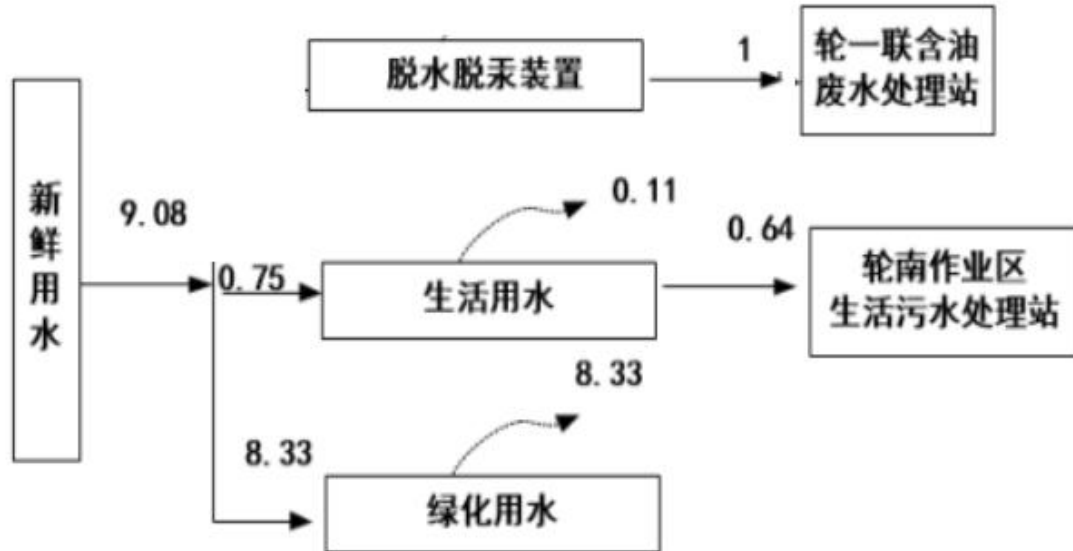 脱水脱汞装置
1
轮一联含油
废水处理站
新鲜用水
9.08
0.75
生活用水
0.11
0.64
轮南作业区
生活污水处理站
8.33
绿化用水
8.33